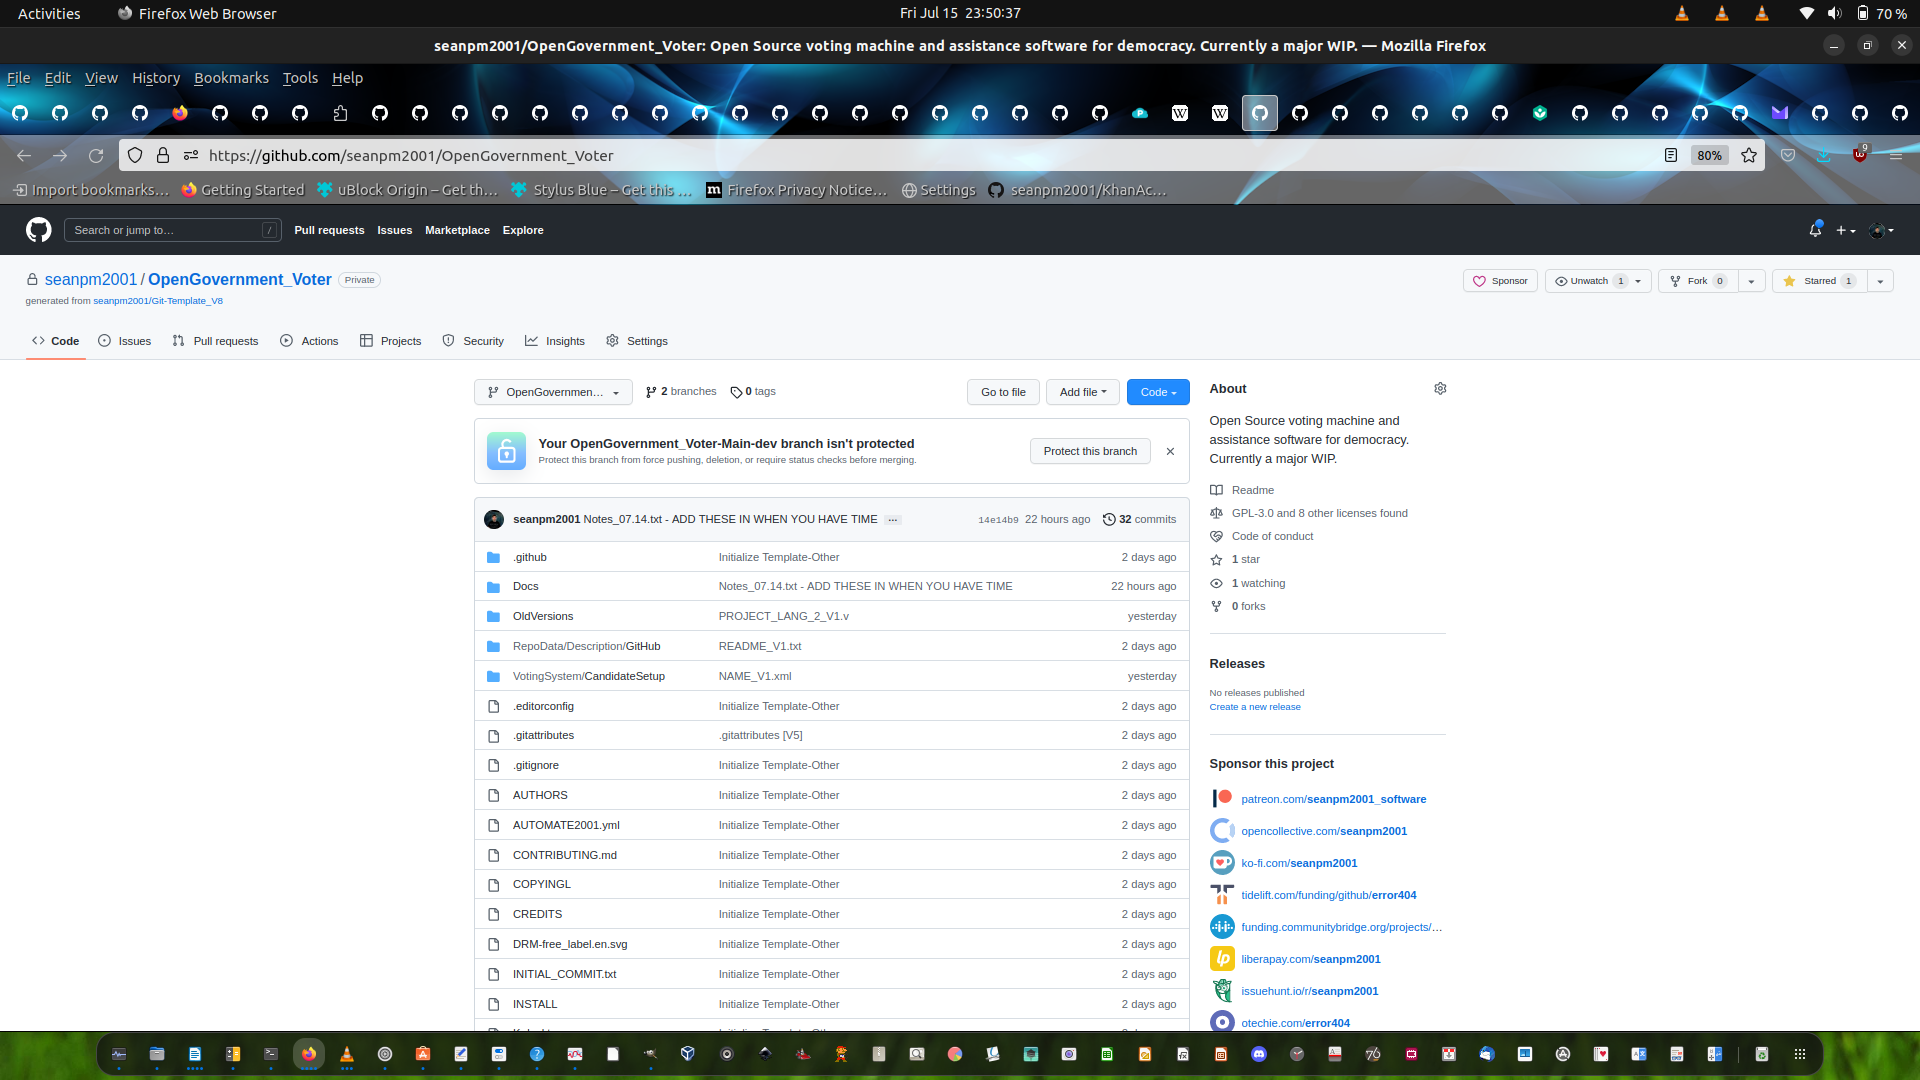 Activities Firefox Web Browser Fri Jul 15 23:50:37 70 %
seanpm2001/OpenGovernment_Voter: Open Source voting machine and assistance software for democracy. Currently a major WIP. — Mozilla Firefox
File Edit View History Bookmarks Tools Help
https://github.com/seanpm2001/OpenGovernment_Voter 80% 9
Import bookmarks… Getting Started uBlock Origin – Get th… Stylus Blue – Get this … Firefox Privacy Notice… Settings seanpm2001/KhanAc…
Search or jump to… / Pull requests Issues Marketplace Explore
seanpm2001 / OpenGovernment_Voter Private Sponsor Unwatch 1 Fork 0 Starred 1
generated from seanpm2001/Git-Template_V8
Code Issues Pull requests Actions Projects Security Insights Settings
OpenGovernmen… 2 branches 0 tags Go to file Add file Code
Your OpenGovernment_Voter-Main-dev branch isn't protected
Protect this branch from force pushing, deletion, or require status checks before merging.
Protect this branch
seanpm2001 Notes_07.14.txt - ADD THESE IN WHEN YOU HAVE TIME … 14e14b9 22 hours ago 32 commits
.github Initialize Template-Other 2 days ago
Docs Notes_07.14.txt - ADD THESE IN WHEN YOU HAVE TIME 22 hours ago
OldVersions PROJECT_LANG_2_V1.v yesterday
RepoData/Description/GitHub README_V1.txt 2 days ago
VotingSystem/CandidateSetup NAME_V1.xml yesterday
.editorconfig Initialize Template-Other 2 days ago
.gitattributes .gitattributes [V5] 2 days ago
.gitignore Initialize Template-Other 2 days ago
AUTHORS Initialize Template-Other 2 days ago
AUTOMATE2001.yml Initialize Template-Other 2 days ago
CONTRIBUTING.md Initialize Template-Other 2 days ago
COPYINGL Initialize Template-Other 2 days ago
CREDITS Initialize Template-Other 2 days ago
DRM-free_label.en.svg Initialize Template-Other 2 days ago
INITIAL_COMMIT.txt Initialize Template-Other 2 days ago
INSTALL Initialize Template-Other 2 days ago
About
Open Source voting machine and
assistance software for democracy.
Currently a major WIP.
Readme
GPL-3.0 and 8 other licenses found
Code of conduct
1 star
1 watching
0 forks
Releases
No releases published
Create a new release
Sponsor this project
patreon.com/seanpm2001_software
opencollective.com/seanpm2001
ko-fi.com/seanpm2001
tidelift.com/funding/github/error404
funding.communitybridge.org/projects/…
liberapay.com/seanpm2001
issuehunt.io/r/seanpm2001
otechie.com/error404